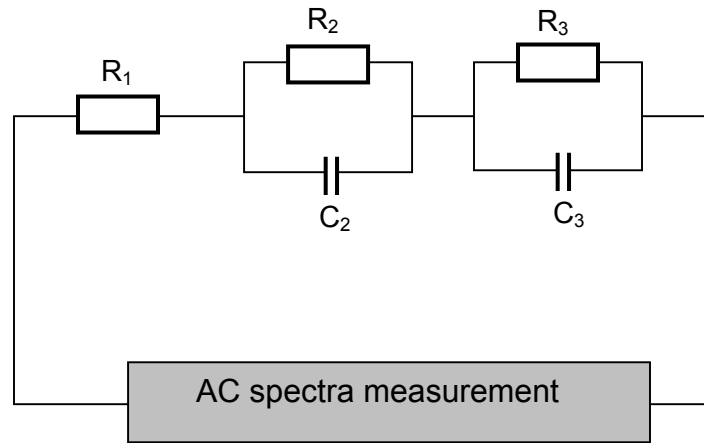 R₂
R₃
R₁
C₂
C₃
AC spectra measurement